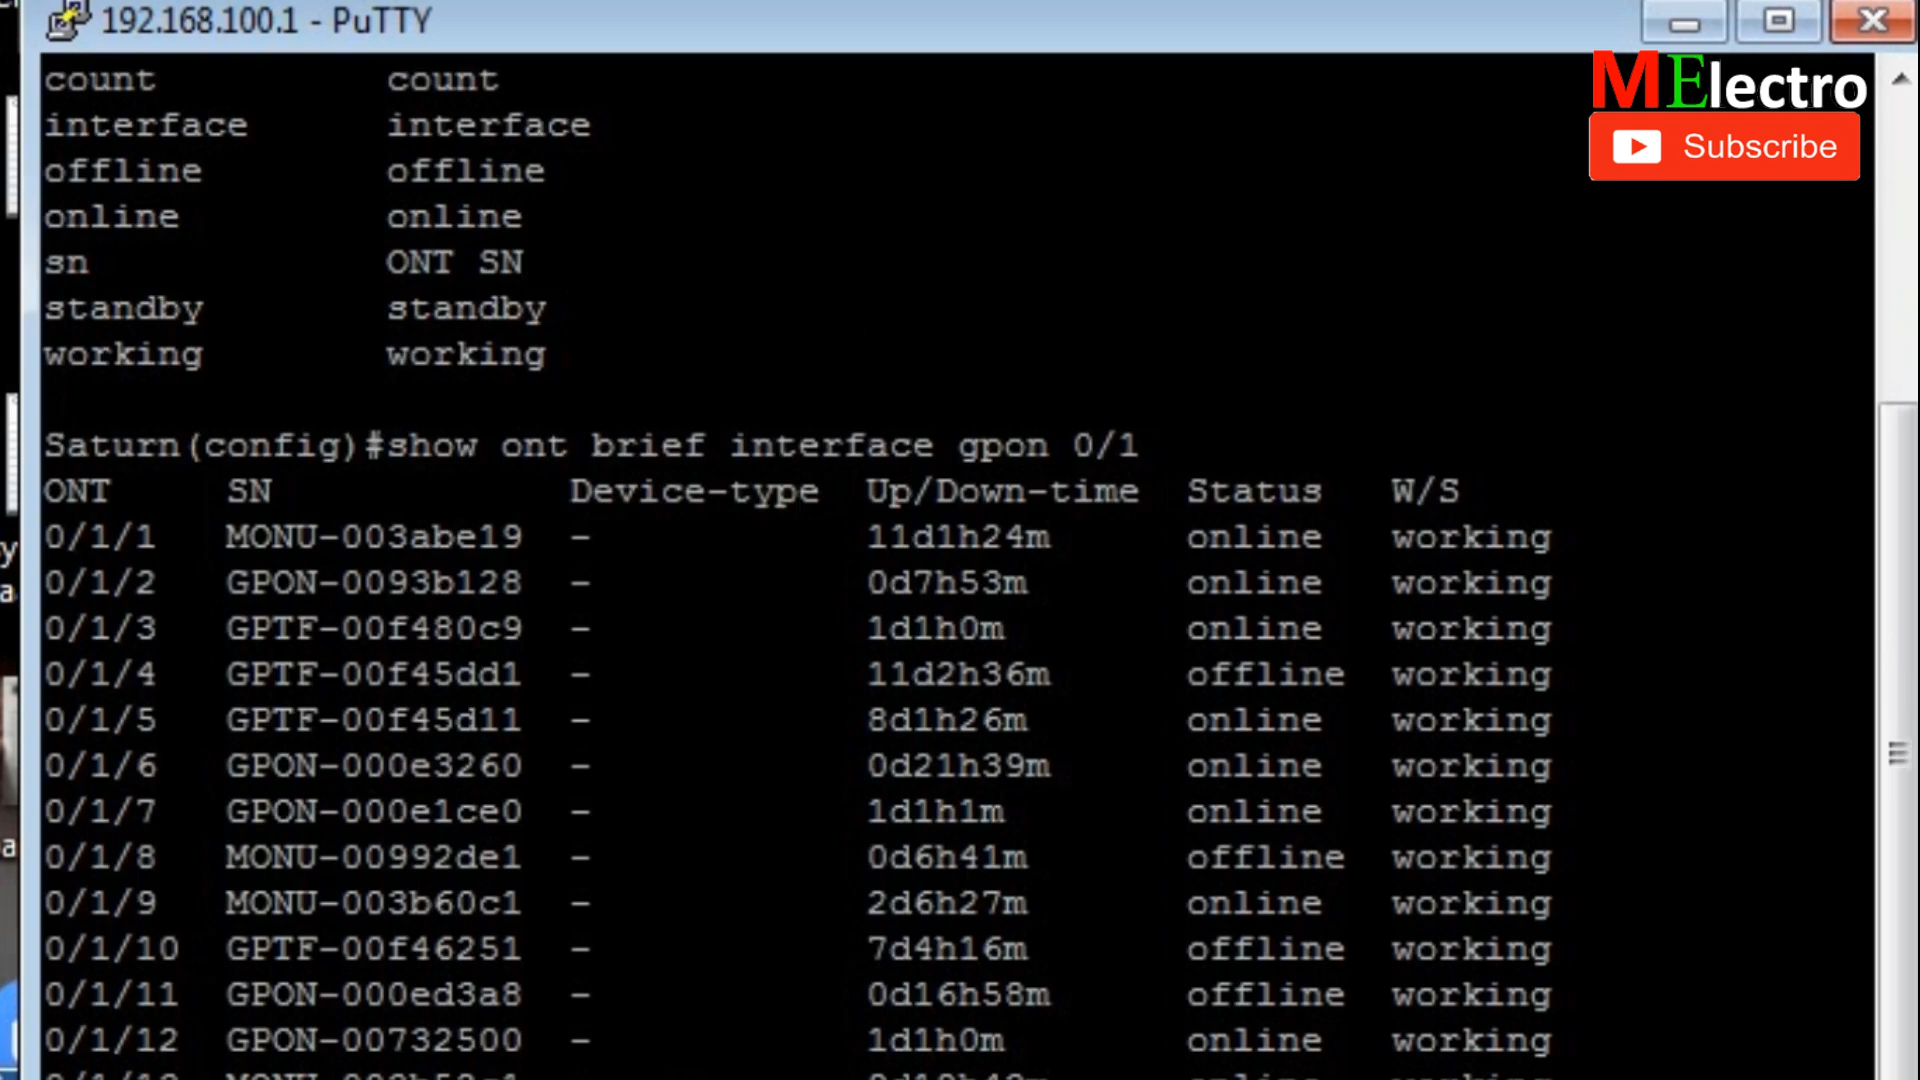 192.168.100.1 - PuTTY
MElectro
Subscribe
count count
interface interface
offline offline
online online
sn ONT SN
standby standby
working working
Saturn(config)#show ont brief interface gpon 0/1
ONT SN Device-type Up/Down-time Status W/S
0/1/1 MONU-003abe19 - 11d1h24m online working
0/1/2 GPON-0093b128 - 0d7h53m online working
0/1/3 GPTF-00f480c9 - 1d1h0m online working
0/1/4 GPTF-00f45dd1 - 11d2h36m offline working
0/1/5 GPTF-00f45d11 - 8d1h26m online working
0/1/6 GPON-000e3260 - 0d21h39m online working
0/1/7 GPON-000e1ce0 - 1d1h1m online working
0/1/8 MONU-00992de1 - 0d6h41m offline working
0/1/9 MONU-003b60c1 - 2d6h27m online working
0/1/10 GPTF-00f46251 - 7d4h16m offline working
0/1/11 GPON-000ed3a8 - 0d16h58m offline working
0/1/12 GPON-00732500 - 1d1h0m online working